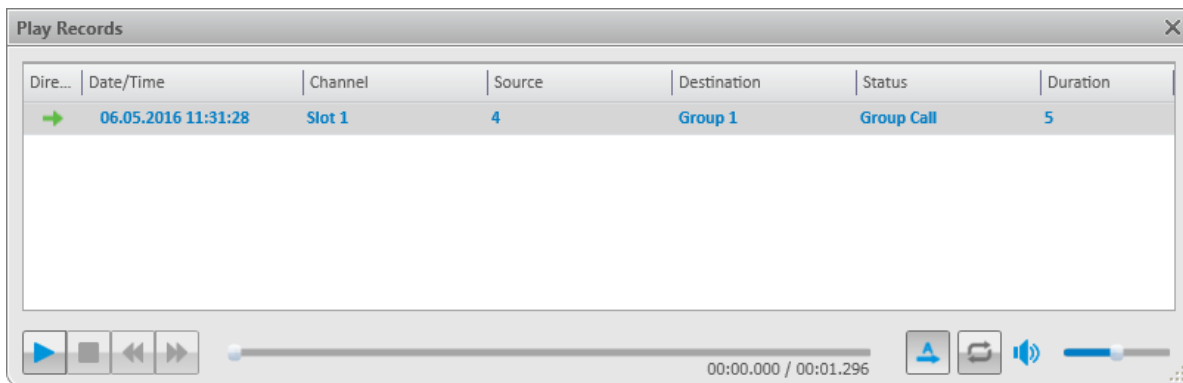 Play Records
Dire... Date/Time Channel Source Destination Status Duration
06.05.2016 11:31:28 Slot 1 4 Group 1 Group Call 5
00:00.000 / 00:01.296
A